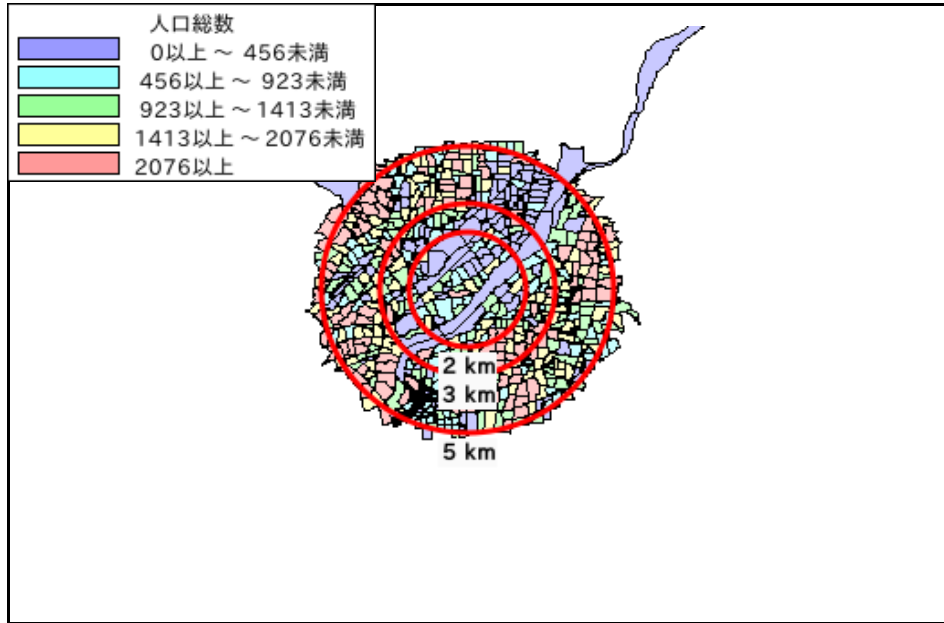 人口総数
0以上 ～ 456未満
456以上 ～ 923未満
923以上 ～ 1413未満
1413以上 ～ 2076未満
2076以上
2 km
3 km
5 km